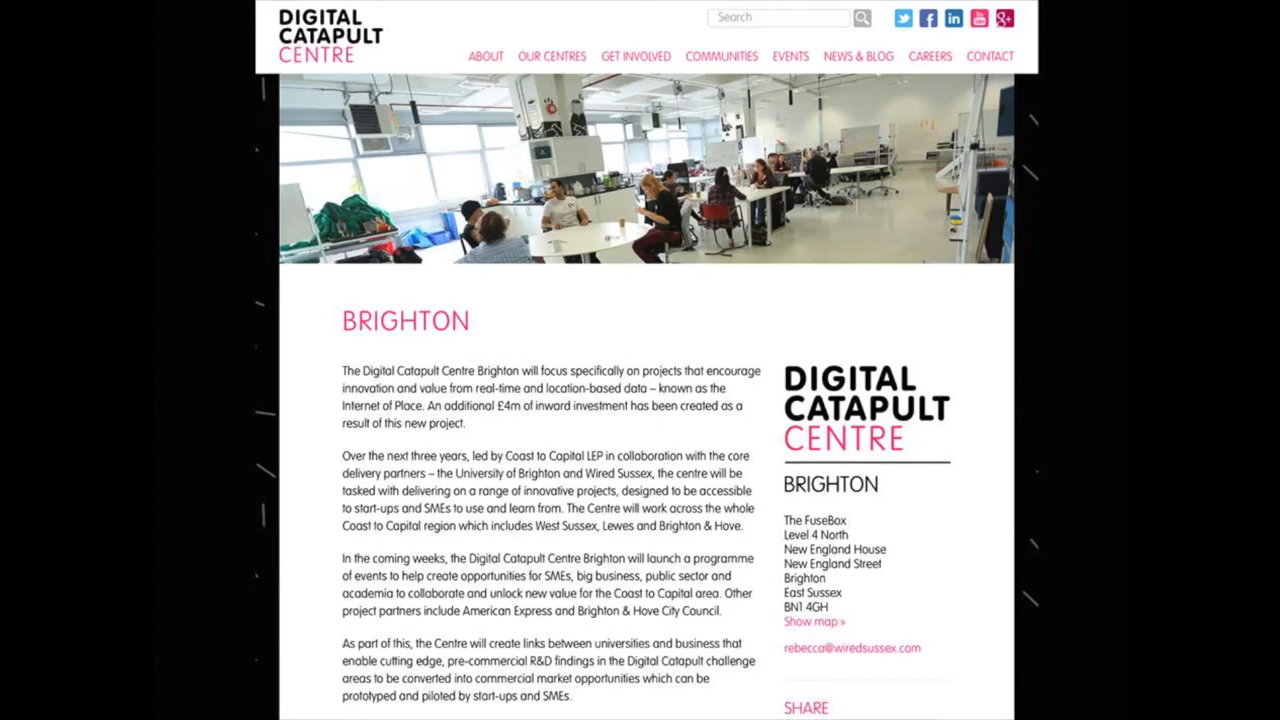 DIGITAL
CATAPULT
CENTRE
Search
ABOUT OUR CENTRES GET INVOLVED COMMUNITIES EVENTS NEWS & BLOG CAREERS CONTACT
BRIGHTON
The Digital Catapult Centre Brighton will focus specifically on projects that encourage
innovation and value from real-time and location-based data – known as the
Internet of Place. An additional £4m of inward investment has been created as a
result of this new project.
Over the next three years, led by Coast to Capital LEP in collaboration with the core
delivery partners – the University of Brighton and Wired Sussex, the centre will be
tasked with delivering on a range of innovative projects, designed to be accessible
to start-ups and SMEs to use and learn from. The Centre will work across the whole
Coast to Capital region which includes West Sussex, Lewes and Brighton & Hove.
In the coming weeks, the Digital Catapult Centre Brighton will launch a programme
of events to help create opportunities for SMEs, big business, public sector and
academia to collaborate and unlock new value for the Coast to Capital area. Other
project partners include American Express and Brighton & Hove City Council.
As part of this, the Centre will create links between universities and business that
enable cutting edge, pre-commercial R&D findings in the Digital Catapult challenge
areas to be converted into commercial market opportunities which can be
prototyped and piloted by start-ups and SMEs.
DIGITAL
CATAPULT
CENTRE
BRIGHTON
The FuseBox
Level 4 North
New England House
New England Street
Brighton
East Sussex
BN1 4GH
Show map »
rebecca@wiredsussex.com
SHARE